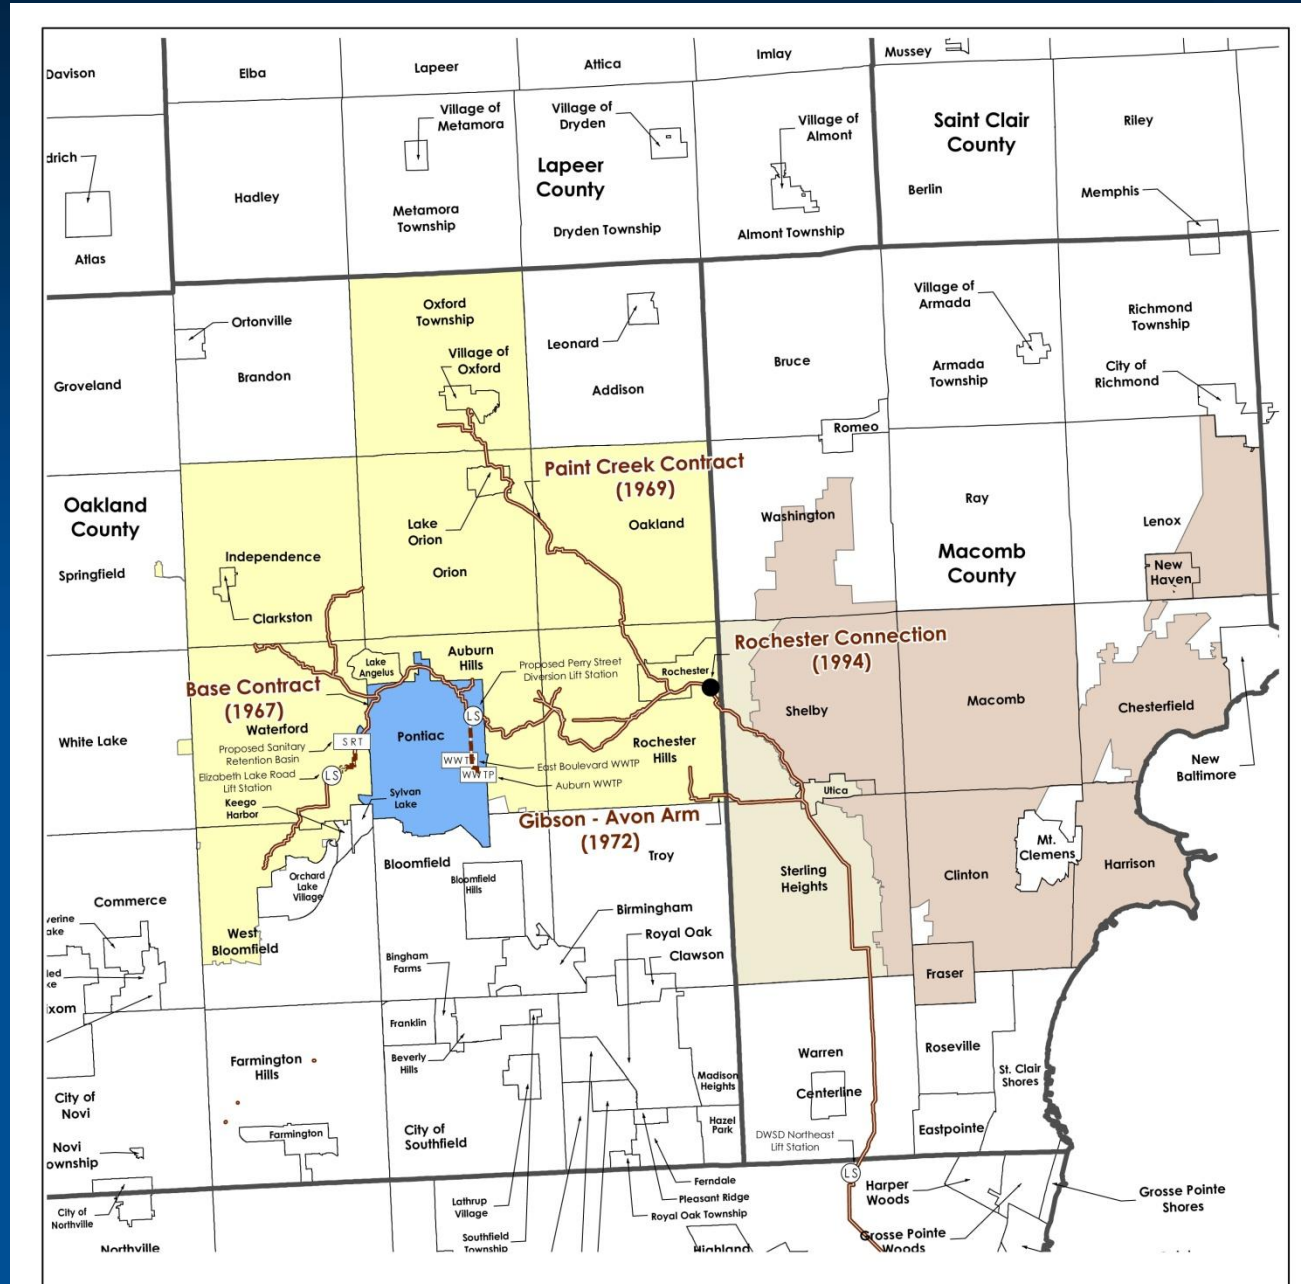 Davison
Elba
Lapeer
Attica
Imlay
Mussey
Village of
Metamora
Village of
Dryden
Village of
Almont
Saint Clair
County
Riley
drich
Lapeer
County
Hadley
Metamora
Township
Dryden Township
Almont Township
Berlin
Memphis
Atlas
Oxford
Township
Village of
Armada
Richmond
Township
Ortonville
Leonard
Village of
Oxford
Groveland
Brandon
Addison
Bruce
Armada
Township
City of
Richmond
Romeo
Paint Creek Contract
(1969)
Oakland
County
Lake
Orion
Oakland
Washington
Ray
Lenox
Springfield
Independence
Orion
Macomb
County
New
Haven
Clarkston
Rochester Connection
(1994)
Lake
Angelus
Auburn
Hills
Proposed Perry Street
Diversion Lift Station
Rochester
Base Contract
(1967)
LS
Shelby
Macomb
Chesterfield
Waterford
White Lake
Pontiac
Proposed Sanitary
Retention Basin
SRT
Rochester
Hills
New
Baltimore
Elizabeth Lake Road
Lift Station
LS
WWT
East Boulevard WWTP
WWTP
Auburn WWTP
Keego
Harbor
Sylvan
Lake
Utica
Gibson - Avon Arm
(1972)
Troy
Mt.
Clemens
Bloomfield
Bloomfield
Hills
Orchard
Lake
Village
Sterling
Heights
Clinton
Harrison
Commerce
verine
ake
Birmingham
West
Bloomfield
Royal Oak
Clawson
Bingham
Farms
Fraser
led
ke
ixom
Franklin
Beverly
Hills
Farmington
Hills
Warren
Roseville
St. Clair
Shores
Madison
Heights
Centerline
City of
Novi
City of
Southfield
Farmington
Hazel
Park
Eastpointe
DWSD Northeast
Lift Station
LS
Novi
ownship
Ferndale
Pleasant Ridge
Royal Oak Township
Harper
Woods
Grosse Pointe
Shores
City of
Northville
Lathrup
Village
Southfield
Township
Grosse Pointe
Woods
Northville
Highland